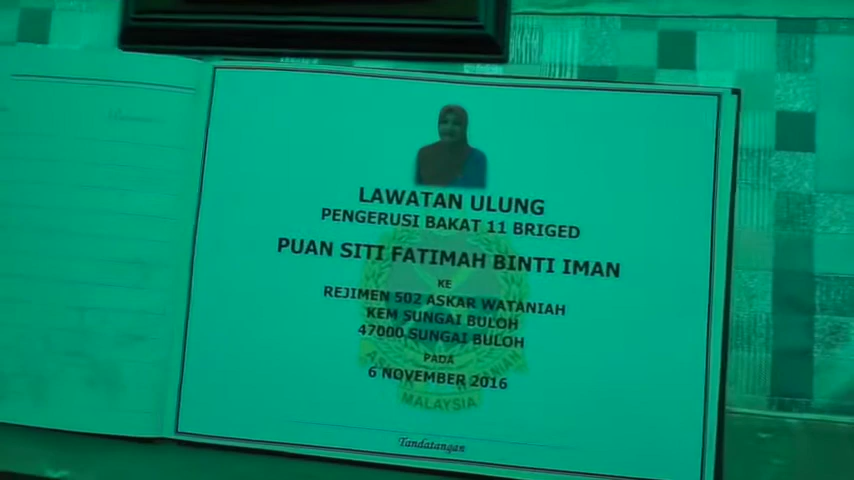 LAWATAN ULUNG
PENGERUSI BAKAT 11 BRIGED
PUAN SITI FATIMAH BINTI IMAN
KE
REJIMEN 502 ASKAR WATANIAH
KEM SUNGAI BULOH
47000 SUNGAI BULOH
PADA
6 NOVEMBER 2016
MALAYSIA
Tandatangan